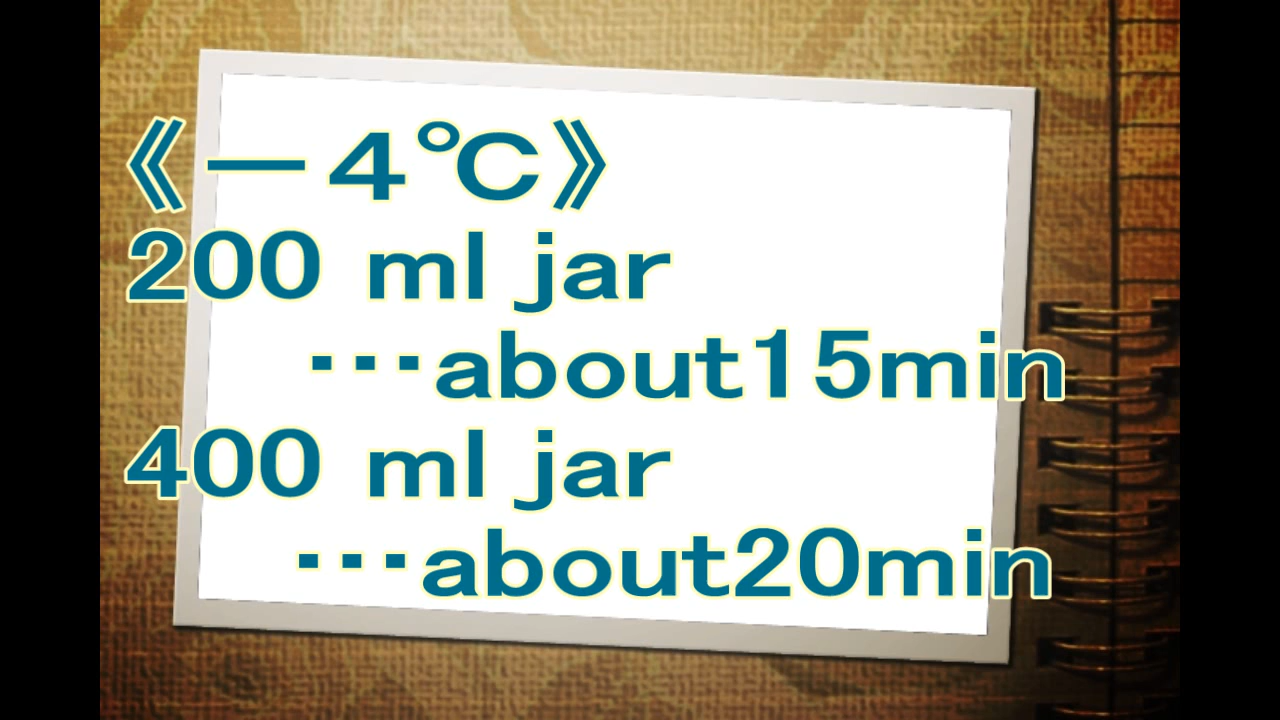 《－４℃》
200 ml jar
･･･about15min
400 ml jar
･･･about20min